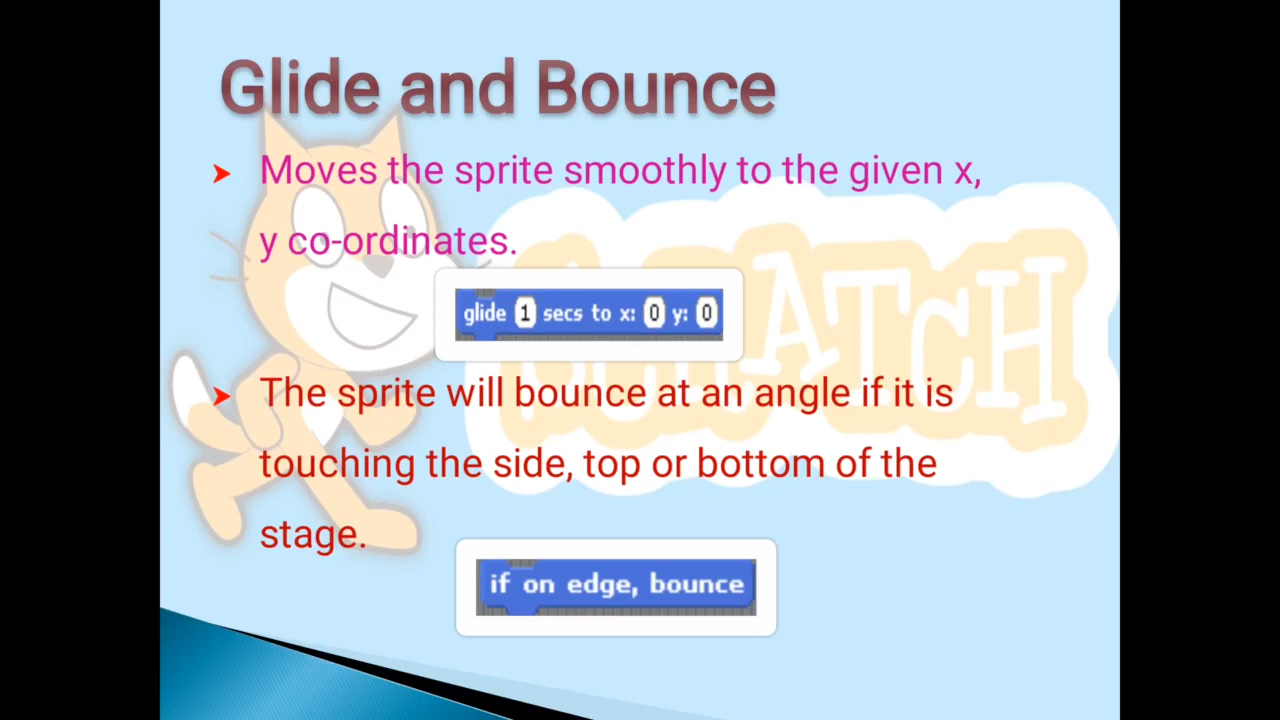 Glide and Bounce
Moves the sprite smoothly to the given x,
y co-ordinates.
glide 1 secs to x: 0 y: 0
The sprite will bounce at an angle if it is
touching the side, top or bottom of the
stage.
if on edge, bounce
SCRATCH